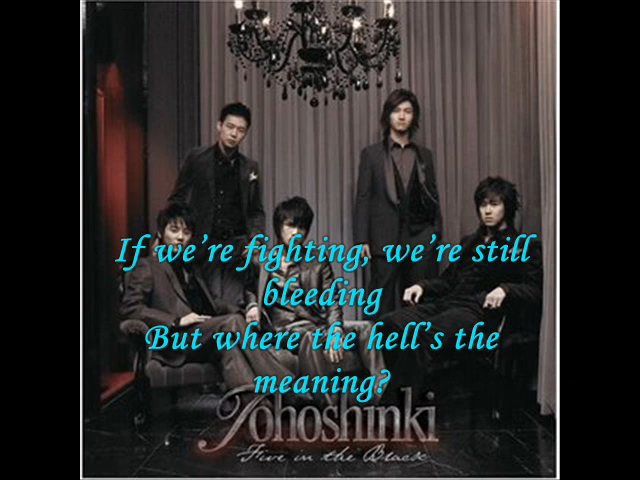 If we’re fighting, we’re still
bleeding
But where the hell’s the
meaning?
Tohoshinki
Five in the Black